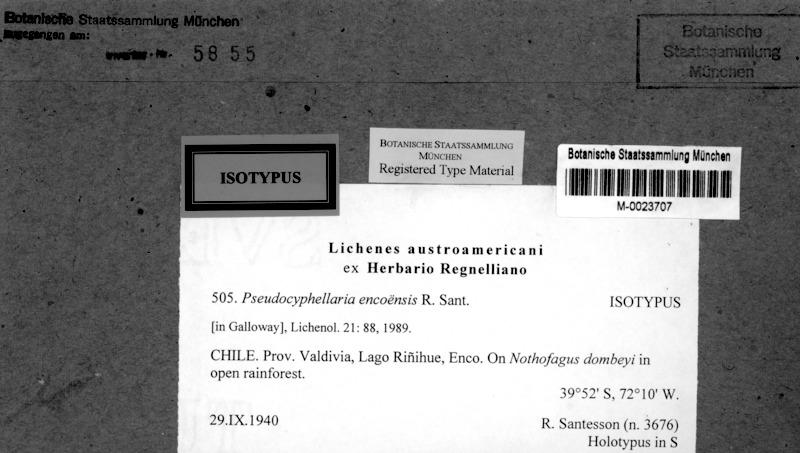 Botanische Staatssammlung München
zugegangen am:
58 55
Botanische
Staatssammlung
München
ISOTYPUS
BOTANISCHE STAATSSAMMLUNG
MÜNCHEN
Registered Type Material
Botanische Staatssammlung München
M-0023707
Lichenes austroamericani
ex Herbario Regnelliano
505. Pseudocyphellaria encoënsis R. Sant. ISOTYPUS
[in Galloway], Lichenol. 21: 88, 1989.
CHILE. Prov. Valdivia, Lago Riñihue, Enco. On Nothofagus dombeyi in
open rainforest.
39°52' S, 72°10' W.
29.IX.1940 R. Santesson (n. 3676)
Holotypus in S